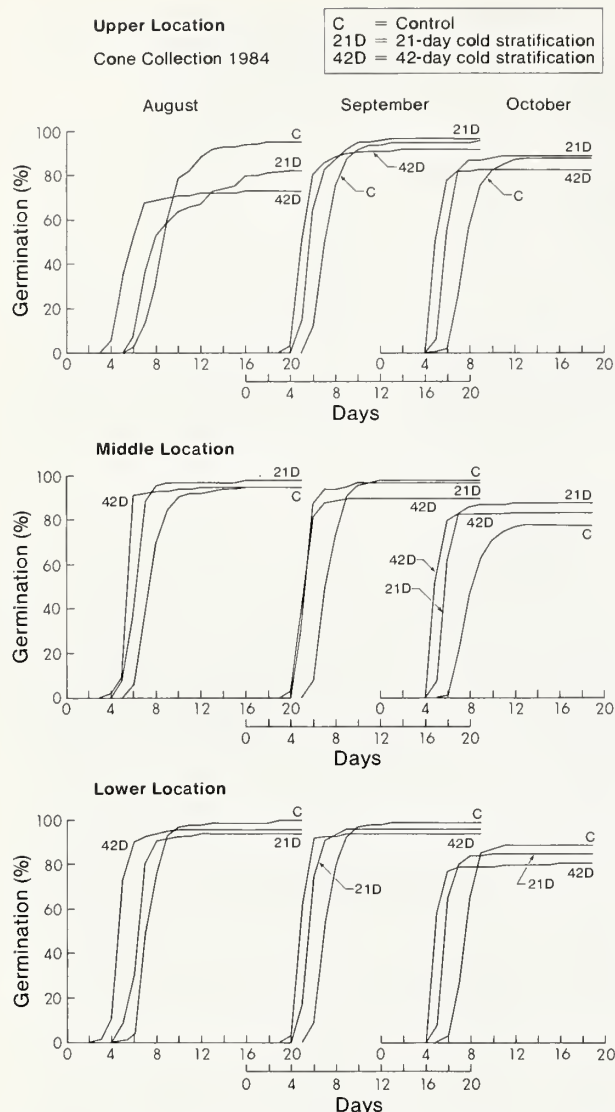 Upper Location
Cone Collection 1984
C = Control
21D = 21-day cold stratification
42D = 42-day cold stratification
August September October
Germination (%)
100
80
60
40
20
0
C
21D
42D
21D
42D
C
21D
42D
C
0 4 8 12 16 20 0 4 8 12 16 20
0 4 8 12 16 20
Days
Middle Location
Germination (%)
100
80
60
40
20
0
42D
21D
C
C
21D
42D
21D
42D
C
42D
21D
0 4 8 12 16 20 0 4 8 12 16 20
0 4 8 12 16 20
Days
Lower Location
Germination (%)
100
80
60
40
20
0
42D
C
21D
C
42D
21D
C
42D
21D
0 4 8 12 16 20 0 4 8 12 16 20
0 4 8 12 16 20
Days